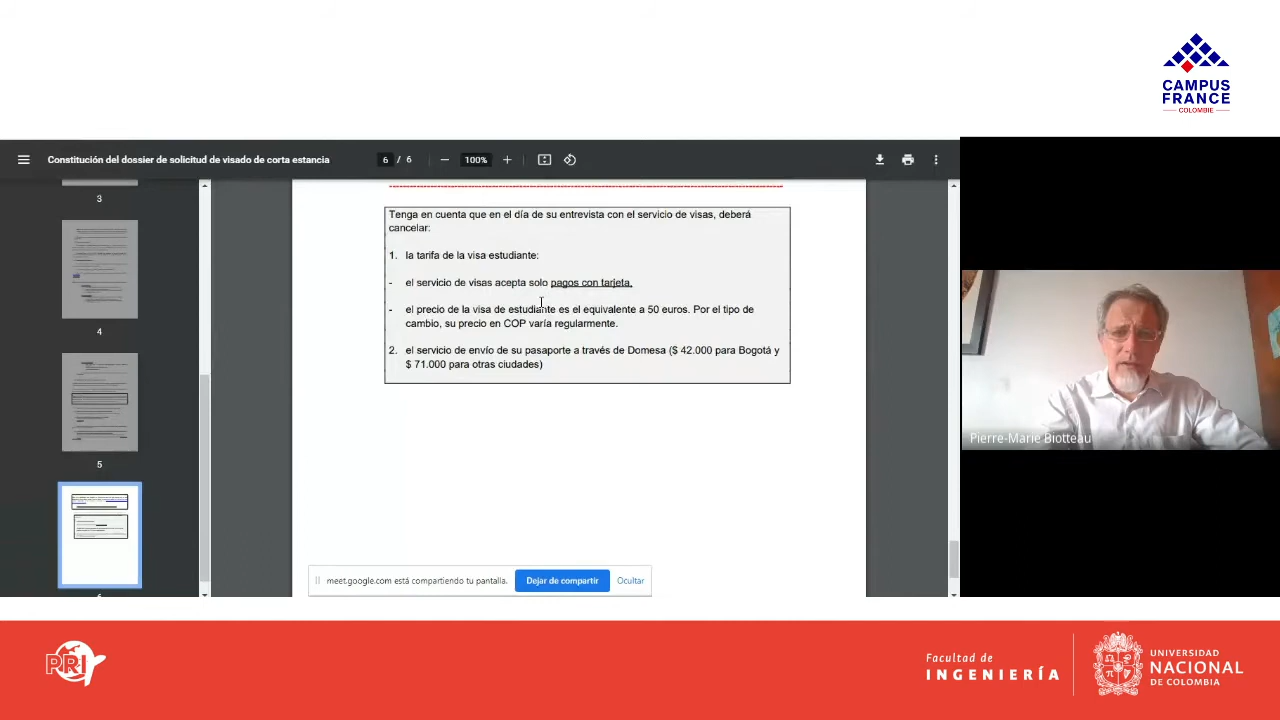 CAMPUS
FRANCE
COLOMBIE
Constitución del dossier de solicitud de visado de corta estancia
6 / 6
100%
3
4
5
Tenga en cuenta que en el día de su entrevista con el servicio de visas, deberá
cancelar:
1. la tarifa de la visa estudiante:
- el servicio de visas acepta solo pagos con tarjeta.
- el precio de la visa de estudiante es el equivalente a 50 euros. Por el tipo de
cambio, su precio en COP varía regularmente.
2. el servicio de envío de su pasaporte a través de Domesa ($ 42.000 para Bogotá y
$ 71.000 para otras ciudades)
meet.google.com está compartiendo tu pantalla.
Dejar de compartir
Ocultar
Pierre-Marie Biotteau
PRI
Facultad de
INGENIERÍA
UNIVERSIDAD
NACIONAL
DE COLOMBIA